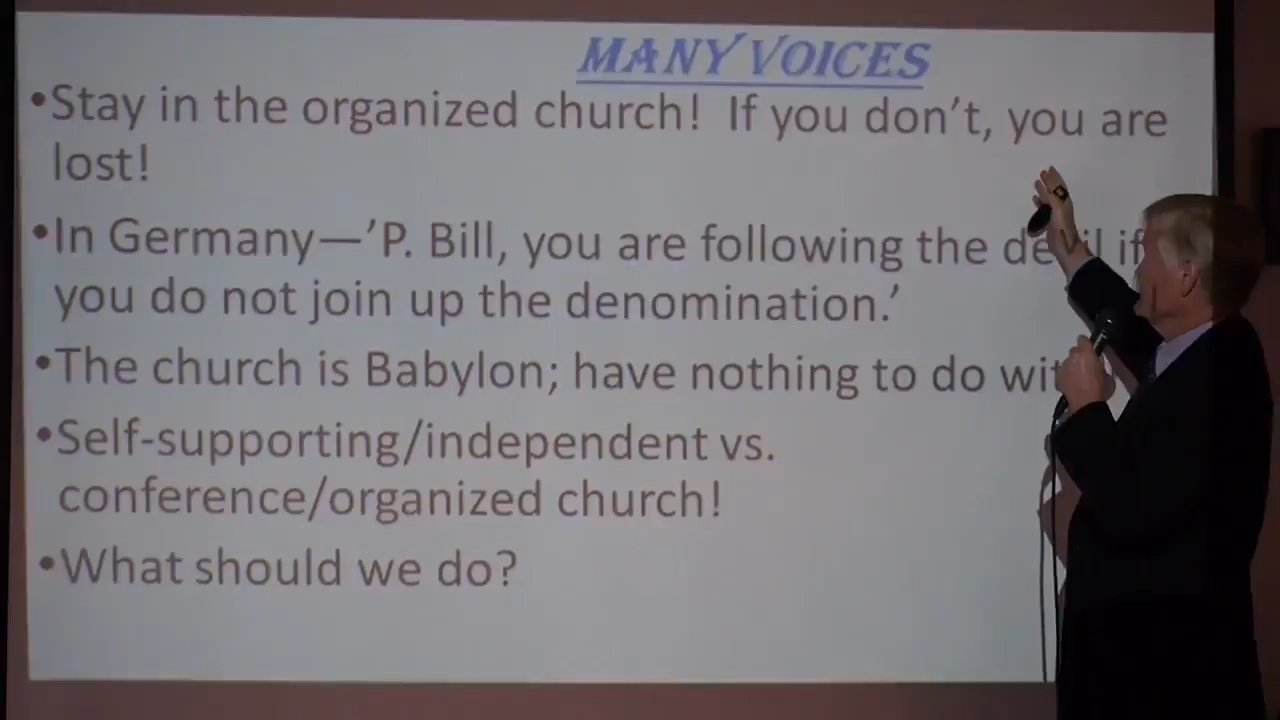 MANY VOICES
•Stay in the organized church! If you don't, you are
lost!
•In Germany—'P. Bill, you are following the devil if
you do not join up the denomination.'
•The church is Babylon; have nothing to do
•Self-supporting/independent vs.
conference/organized church!
•What should we do?